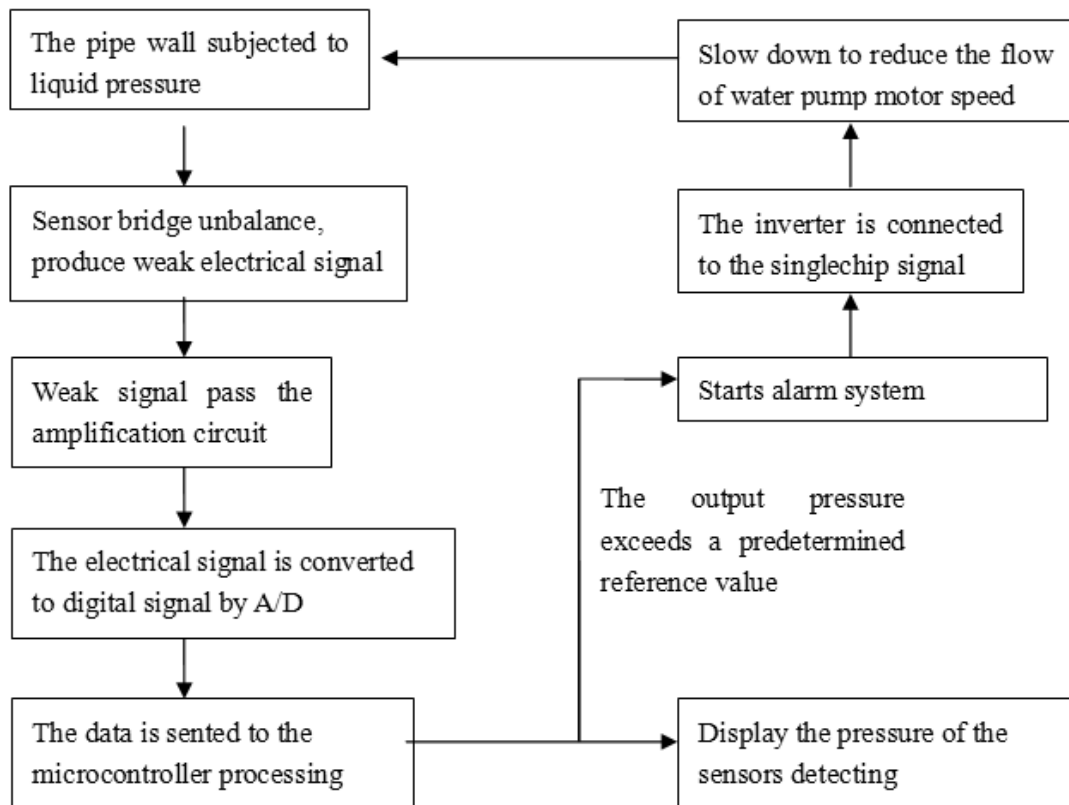 The pipe wall subjected to
liquid pressure
Sensor bridge unbalance,
produce weak electrical signal
Weak signal pass the
amplification circuit
The electrical signal is converted
to digital signal by A/D
The data is sented to the
microcontroller processing
Slow down to reduce the flow
of water pump motor speed
The inverter is connected
to the singlechip signal
Starts alarm system
The output pressure
exceeds a predetermined
reference value
Display the pressure of the
sensors detecting